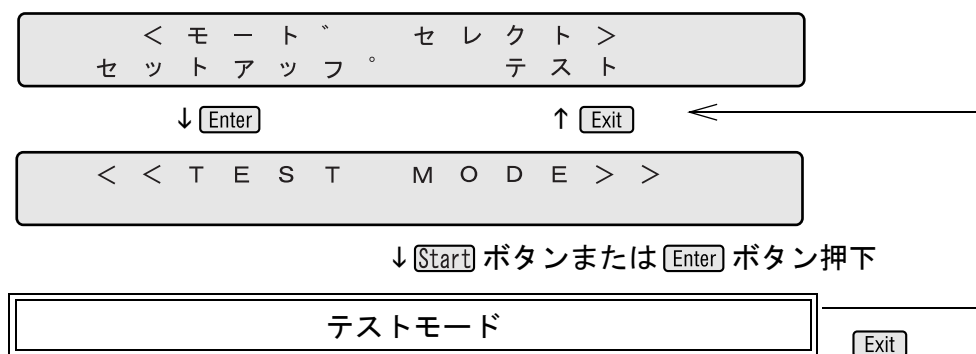 ＜モート゛ セレクト＞
セットアッフ゜ テスト
↓ Enter ↑ Exit
＜＜TEST MODE＞＞
↓ Start ボタンまたは Enter ボタン押下
テストモード
Exit